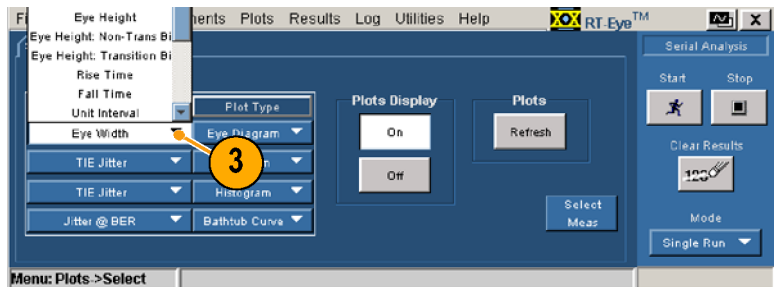 Plots Results Log Utilities Help
RT-Eye™
X
Eye Height
Eye Height: Non-Trans Bi
Eye Height: Transition Bi
Rise Time
Fall Time
Unit Interval
Eye Width
TIE Jitter
TIE Jitter
Jitter @ BER
Plot Type
Eye Diagram
Histogram
Bathtub Curve
3
Plots Display
On
Off
Plots
Refresh
Select
Meas
Serial Analysis
Start Stop
Clear Results
Mode
Single Run
Menu: Plots->Select